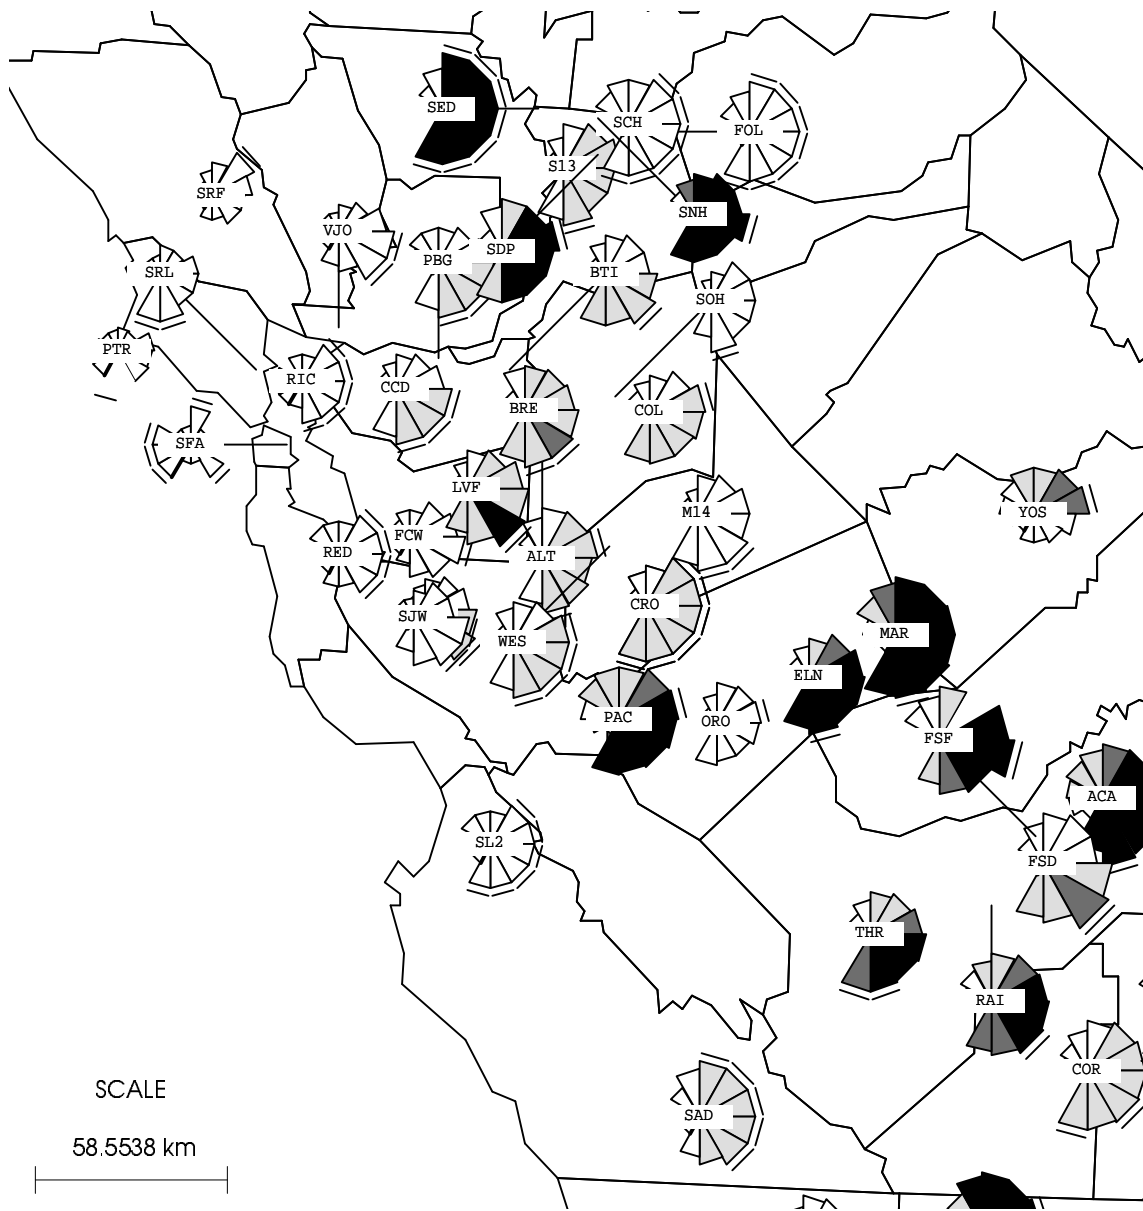 SED
SCH
FOL
S13
SRF
SNH
VJO
SDP
PBG
SRL
BTI
SOH
PTR
RIC
CCD
BRE
COL
SFA
LVF
M14
YOS
FCW
RED
ALT
CRO
SJW
WES
MAR
ELN
PAC
ORO
FSF
ACA
SL2
FSD
THR
RAI
COR
SCALE
SAD
58.5538 km